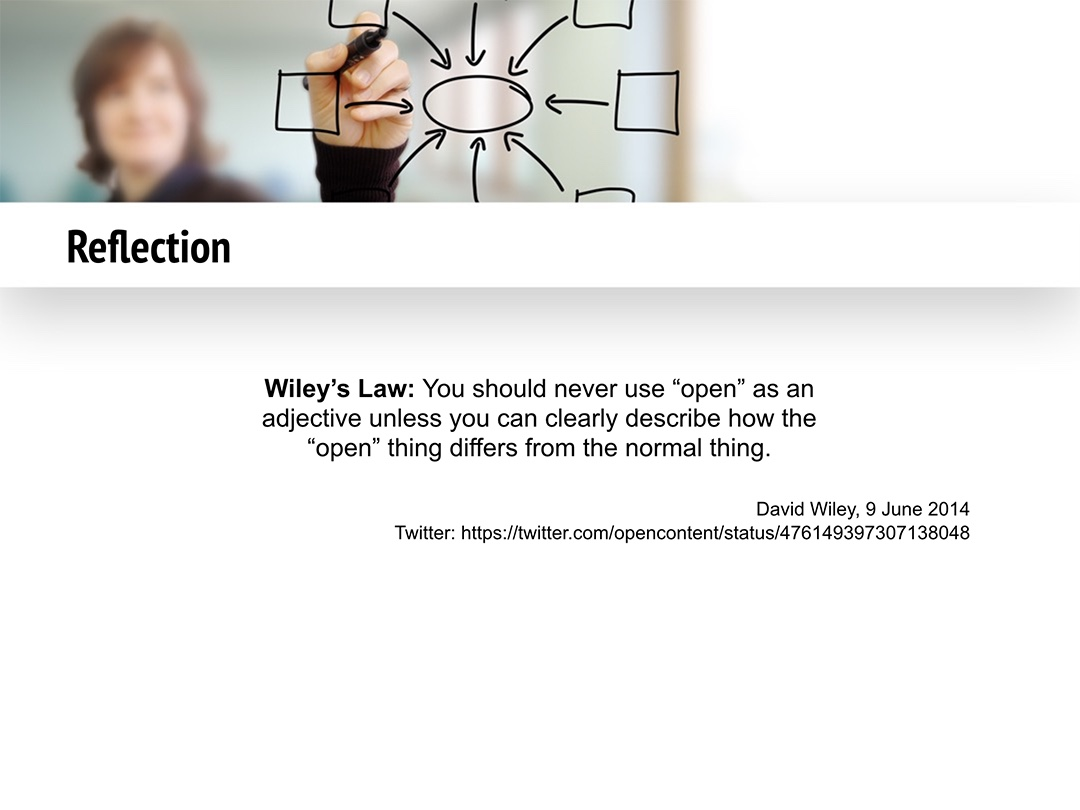 Reflection
Wiley’s Law: You should never use “open” as an
adjective unless you can clearly describe how the
“open” thing differs from the normal thing.
David Wiley, 9 June 2014
Twitter: https://twitter.com/opencontent/status/476149397307138048